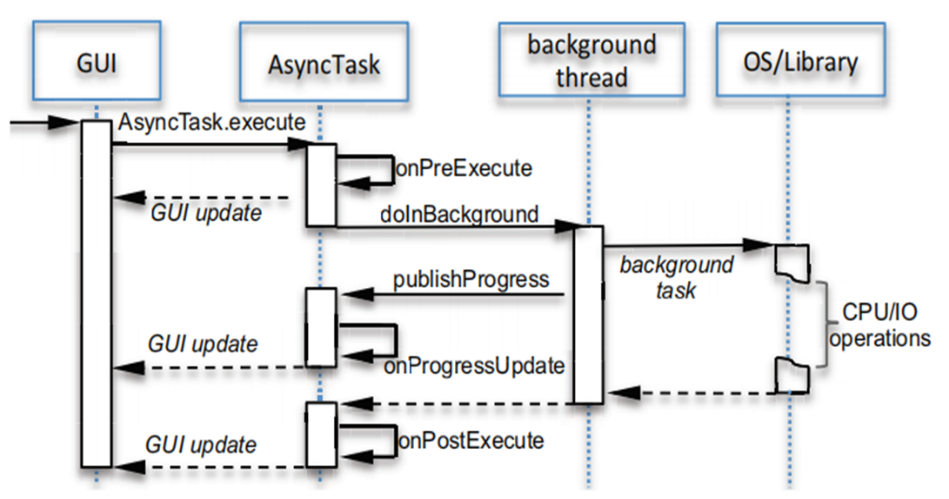 GUI
AsyncTask
background
thread
OS/Library
AsyncTask.execute
onPreExecute
GUI update
doInBackground
background
task
publishProgress
CPU/IO
operations
GUI update
onProgressUpdate
GUI update
onPostExecute